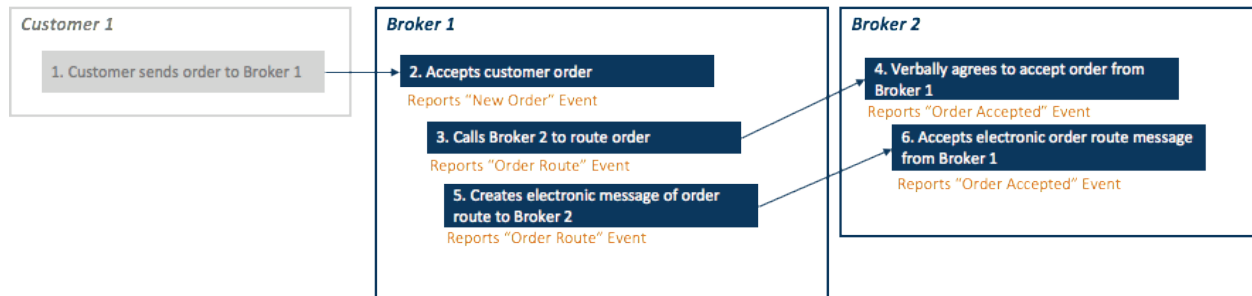 Customer 1
1. Customer sends order to Broker 1
Broker 1
2. Accepts customer order
Reports “New Order” Event
3. Calls Broker 2 to route order
Reports “Order Route” Event
5. Creates electronic message of order
route to Broker 2
Reports “Order Route” Event
Broker 2
4. Verbally agrees to accept order from
Broker 1
Reports “Order Accepted” Event
6. Accepts electronic order route message
from Broker 1
Reports “Order Accepted” Event